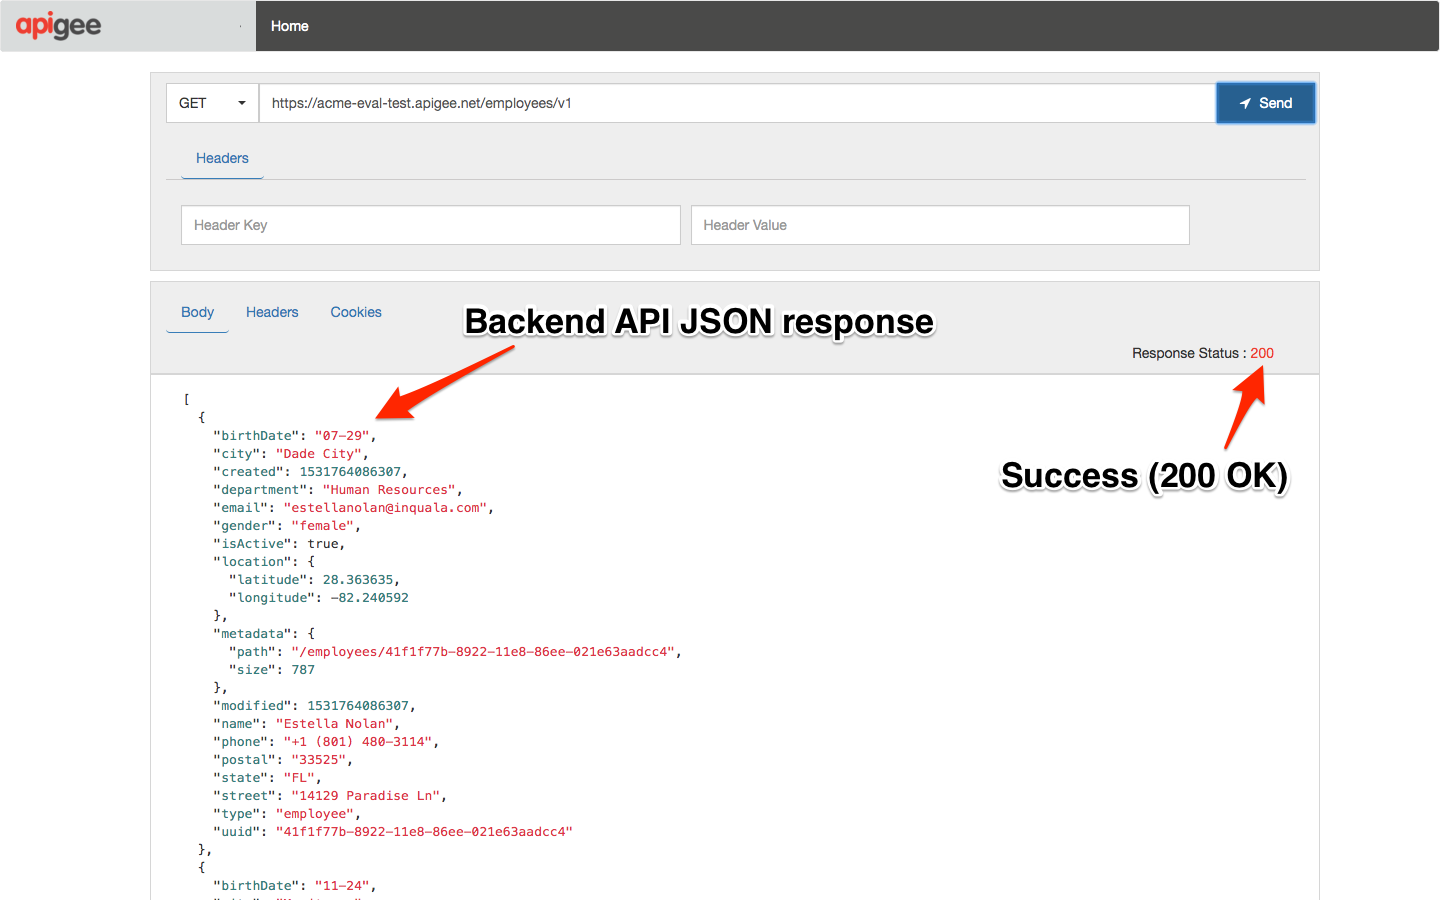 apigee
Home
GET
https://acme-eval-test.apigee.net/employees/v1
Send
Headers
Header Key
Header Value
Body
Headers
Cookies
Backend API JSON response
Response Status : 200
Success (200 OK)
[
{
"birthDate": "07-29",
"city": "Dade City",
"created": 1531764086307,
"department": "Human Resources",
"email": "estellanolan@inquala.com",
"gender": "female",
"isActive": true,
"location": {
"latitude": 28.363635,
"longitude": -82.240592
},
"metadata": {
"path": "/employees/41f1f77b-8922-11e8-86ee-021e63aadcc4",
"size": 787
},
"modified": 1531764086307,
"name": "Estella Nolan",
"phone": "+1 (801) 480-3114",
"postal": "33525",
"state": "FL",
"street": "14129 Paradise Ln",
"type": "employee",
"uuid": "41f1f77b-8922-11e8-86ee-021e63aadcc4"
},
{
"birthDate": "11-24",